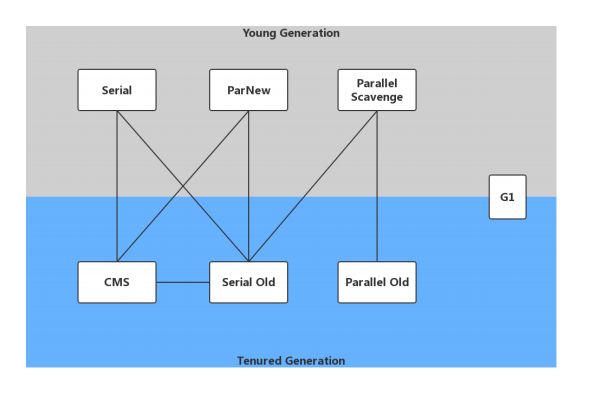 Young Generation
Serial
ParNew
Parallel
Scavenge
G1
CMS
Serial Old
Parallel Old
Tenured Generation